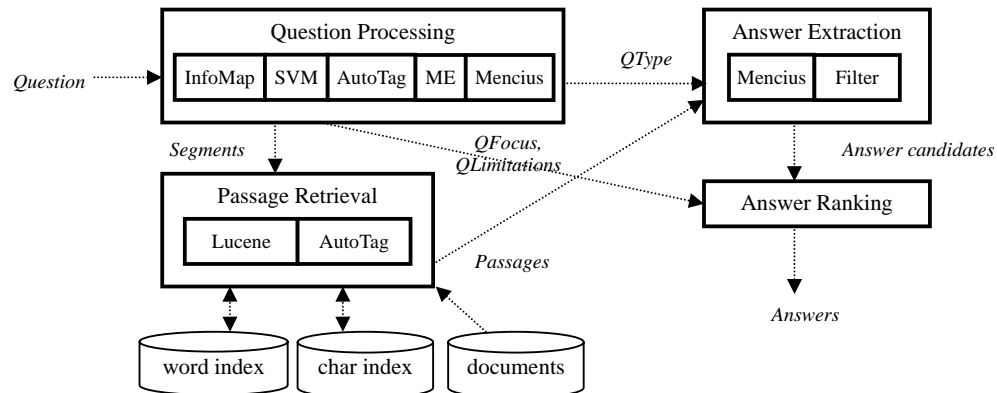 Question Processing
Answer Extraction
Question
InfoMap SVM AutoTag ME Mencius
QType
Mencius Filter
Segments
QFocus,
QLimitations
Answer candidates
Passage Retrieval
Answer Ranking
Lucene AutoTag
Passages
Answers
word index
char index
documents